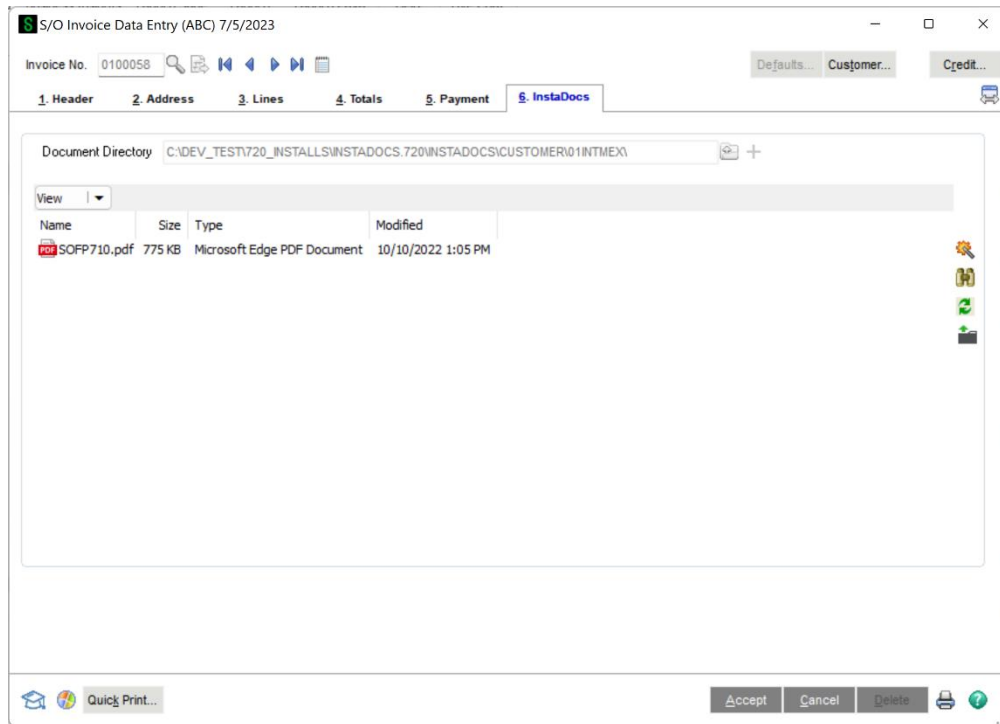 S/O Invoice Data Entry (ABC) 7/5/2023
Invoice No. 0100058 Defaults... Customer... Credit...
1. Header 2. Address 3. Lines 4. Totals 5. Payment 6. InstaDocs
Document Directory C:\DEV_TEST\720_INSTALLS\INSTADOCS.720\INSTADOCS\CUSTOMER\01INTMEX\
View
Name Size Type Modified
PDF SOFP710.pdf 775 KB Microsoft Edge PDF Document 10/10/2022 1:05 PM
Quick Print... Accept Cancel Delete